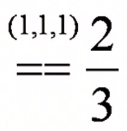 (1,1,1)
== 2/3